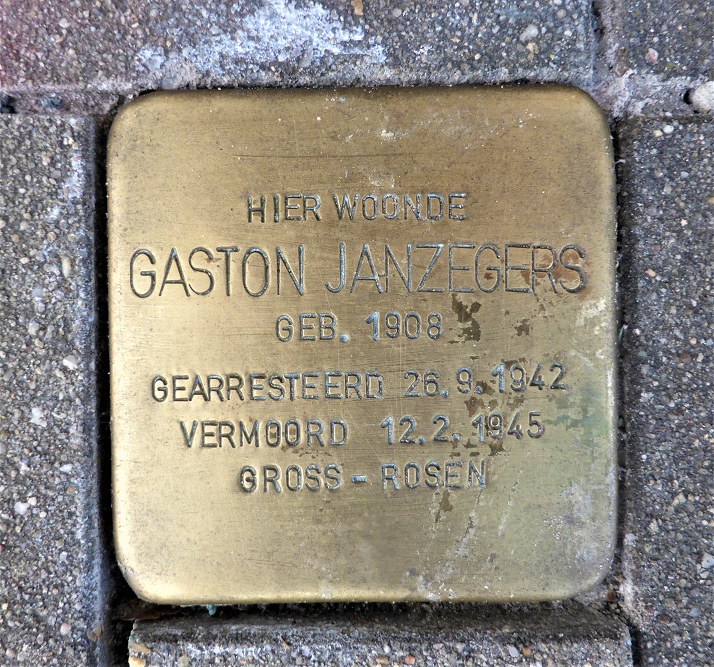 HIER WOONDE
GASTON JANZEGERS
GEB. 1908
GEARRESTEERD 26.9.1942
VERMOORD 12.2.1945
GROSS-ROSEN